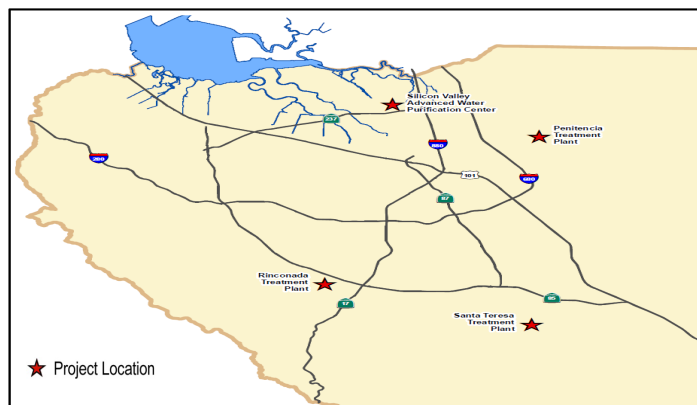 Silicon Valley
Advanced Water
Purification Center
237
880
Penitencia
Treatment
Plant
280
101
680
87
Rinconada
Treatment
Plant
17
85
Santa Teresa
Treatment
Plant
Project Location